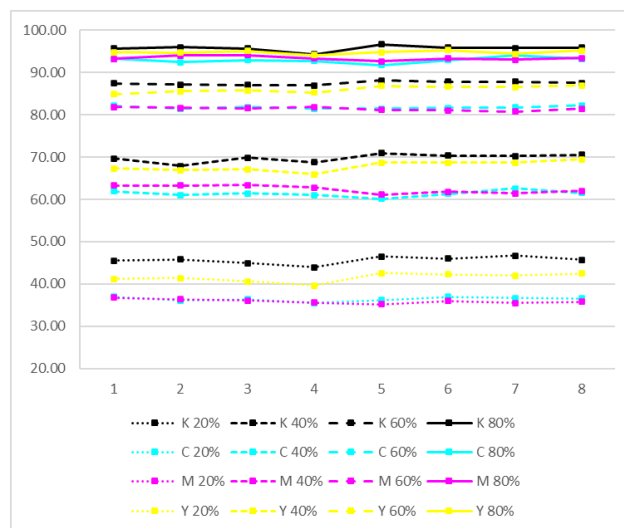 100.00
90.00
80.00
70.00
60.00
50.00
40.00
30.00
20.00
1 2 3 4 5 6 7 8
K 20% K 40% K 60% K 80%
C 20% C 40% C 60% C 80%
M 20% M 40% M 60% M 80%
Y 20% Y 40% Y 60% Y 80%